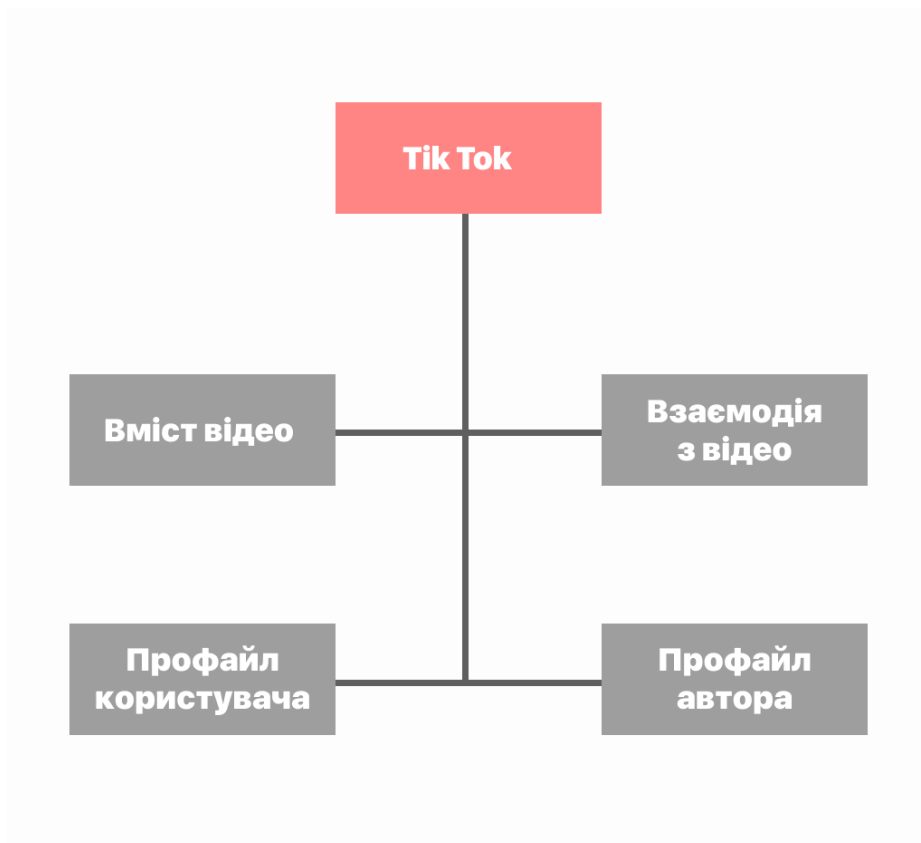 Tik Tok
Вміст відео
Взаємодія
з відео
Профайл
користувача
Профайл
автора